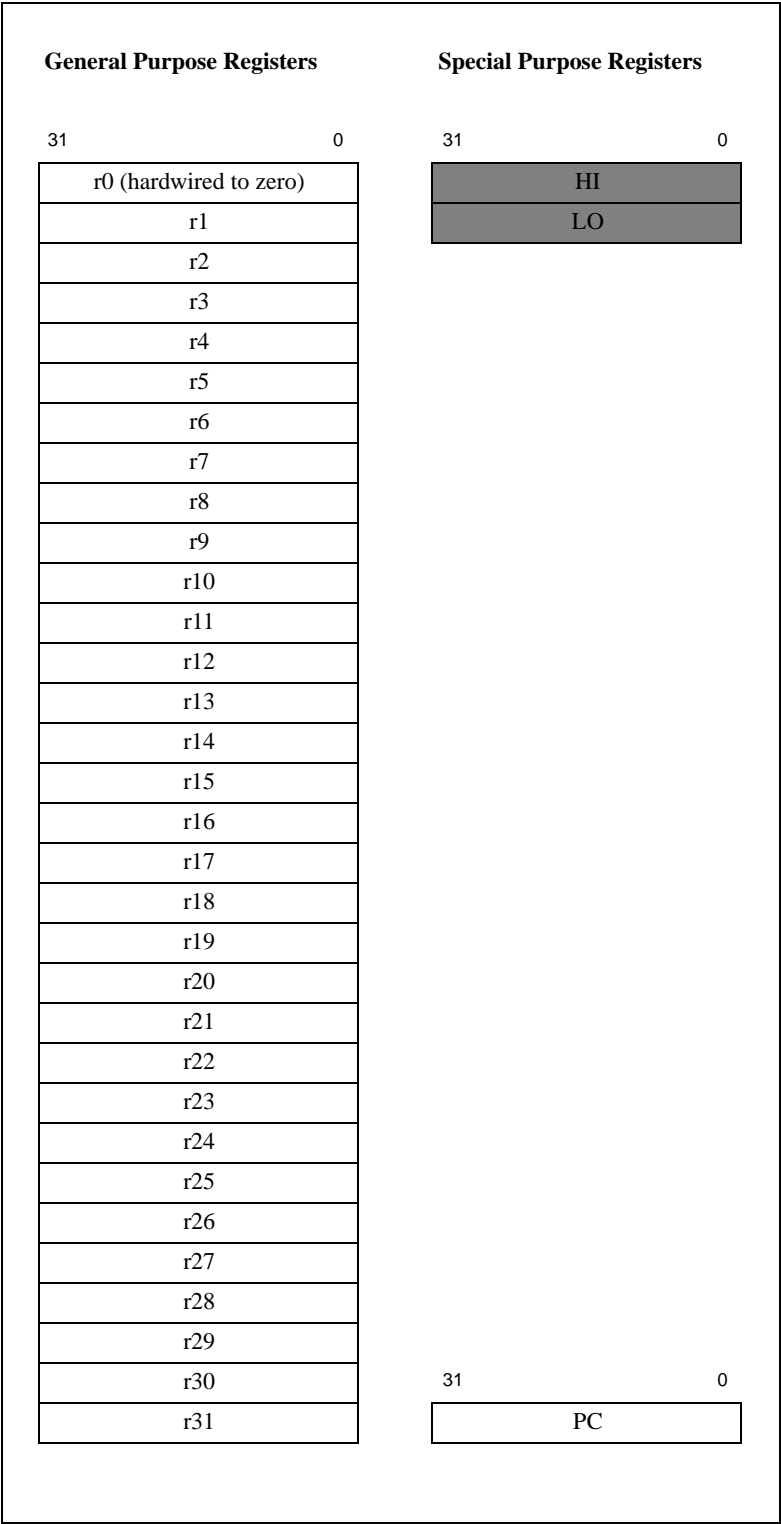 General Purpose Registers Special Purpose Registers
31 0 31 0
r0 (hardwired to zero) HI
r1 LO
r2
r3
r4
r5
r6
r7
r8
r9
r10
r11
r12
r13
r14
r15
r16
r17
r18
r19
r20
r21
r22
r23
r24
r25
r26
r27
r28
r29
r30 31 0
r31 PC